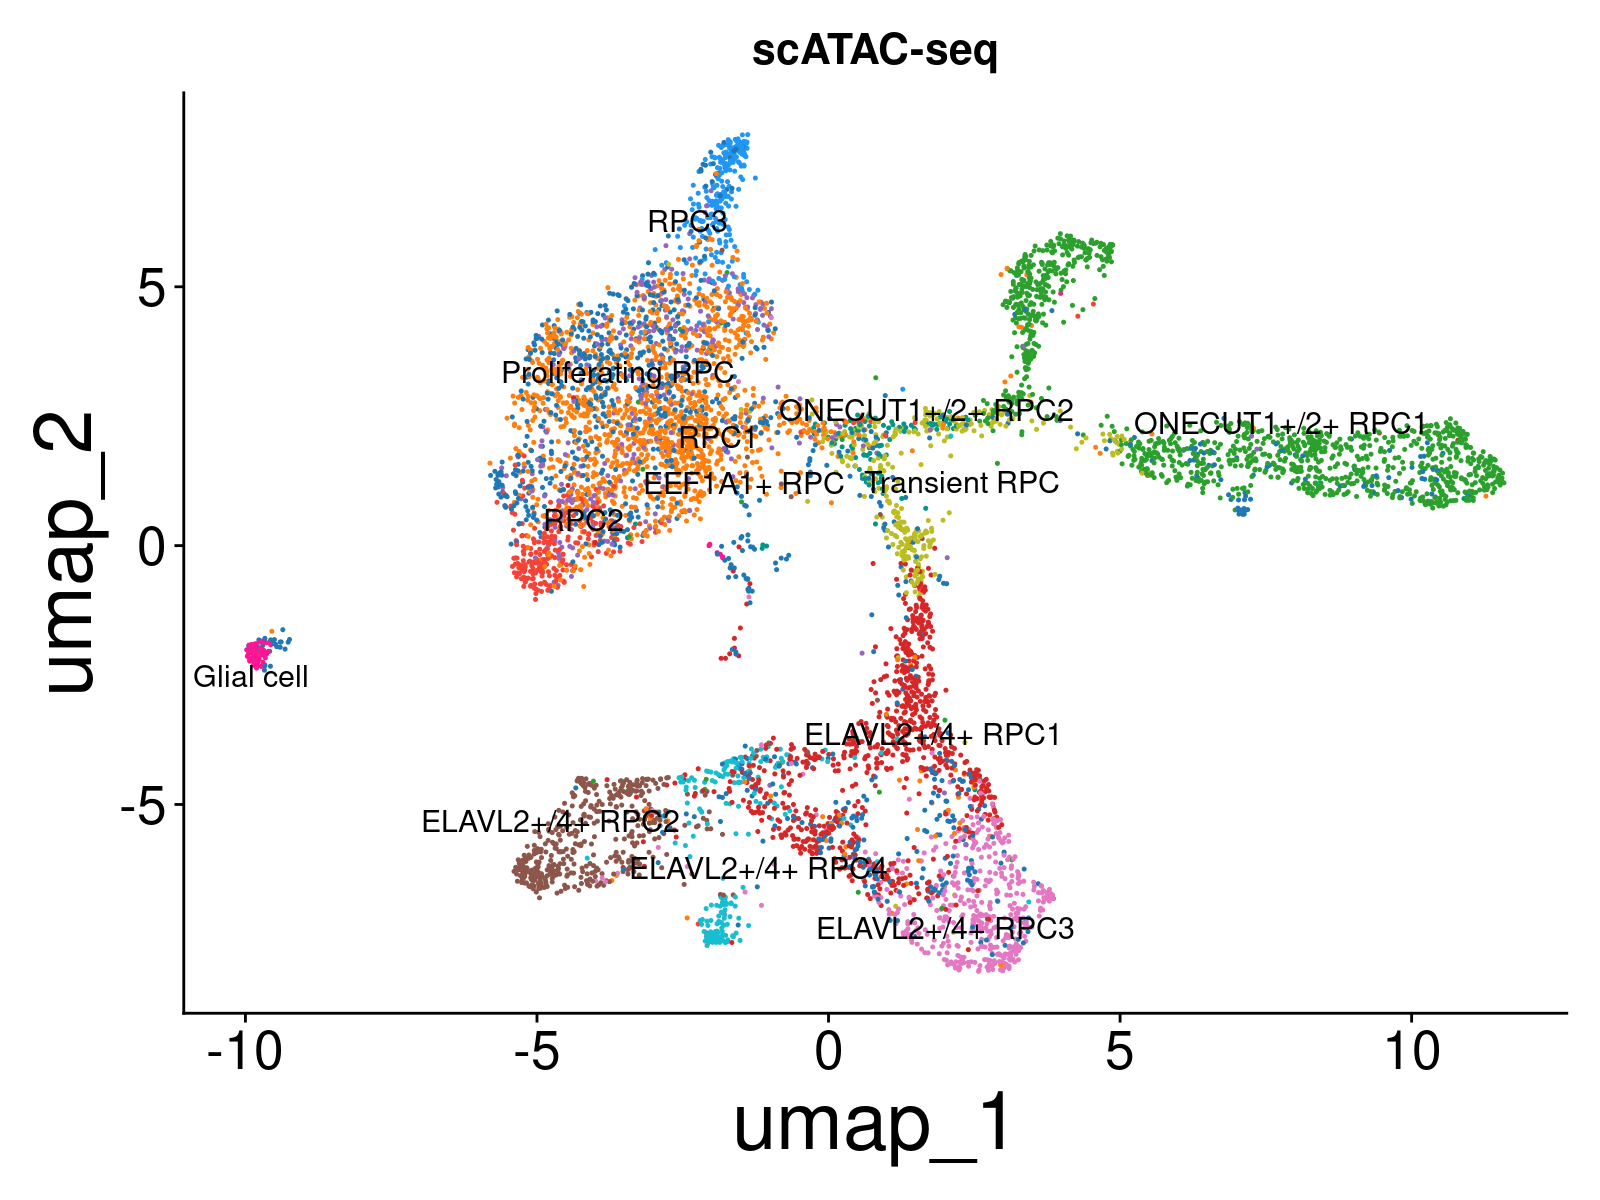 scATAC-seq
RPC3
Proliferating RPC
ONECUT1+/2+ RPC2
ONECUT1+/2+ RPC1
RPC1
EEF1A1+ RPC
Transient RPC
RPC2
Glial cell
ELAVL2+/4+ RPC1
ELAVL2+/4+ RPC2
ELAVL2+/4+ RPC4
ELAVL2+/4+ RPC3
5
0
-5
umap_2
-10 -5 0 5 10
umap_1